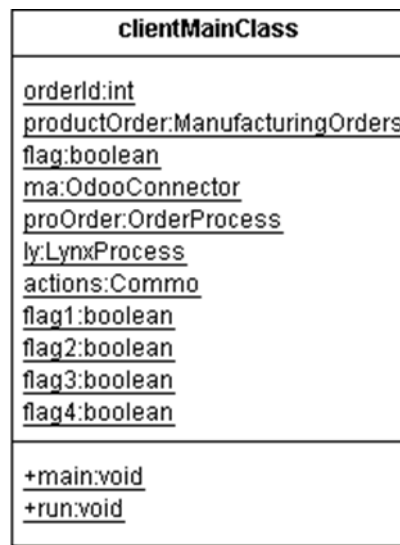 clientMainClass
orderId:int
productOrder:ManufacturingOrders
flag:boolean
ma:OdooConnector
proOrder:OrderProcess
ly:LynxProcess
actions:Commo
flag1:boolean
flag2:boolean
flag3:boolean
flag4:boolean
+main:void
+run:void